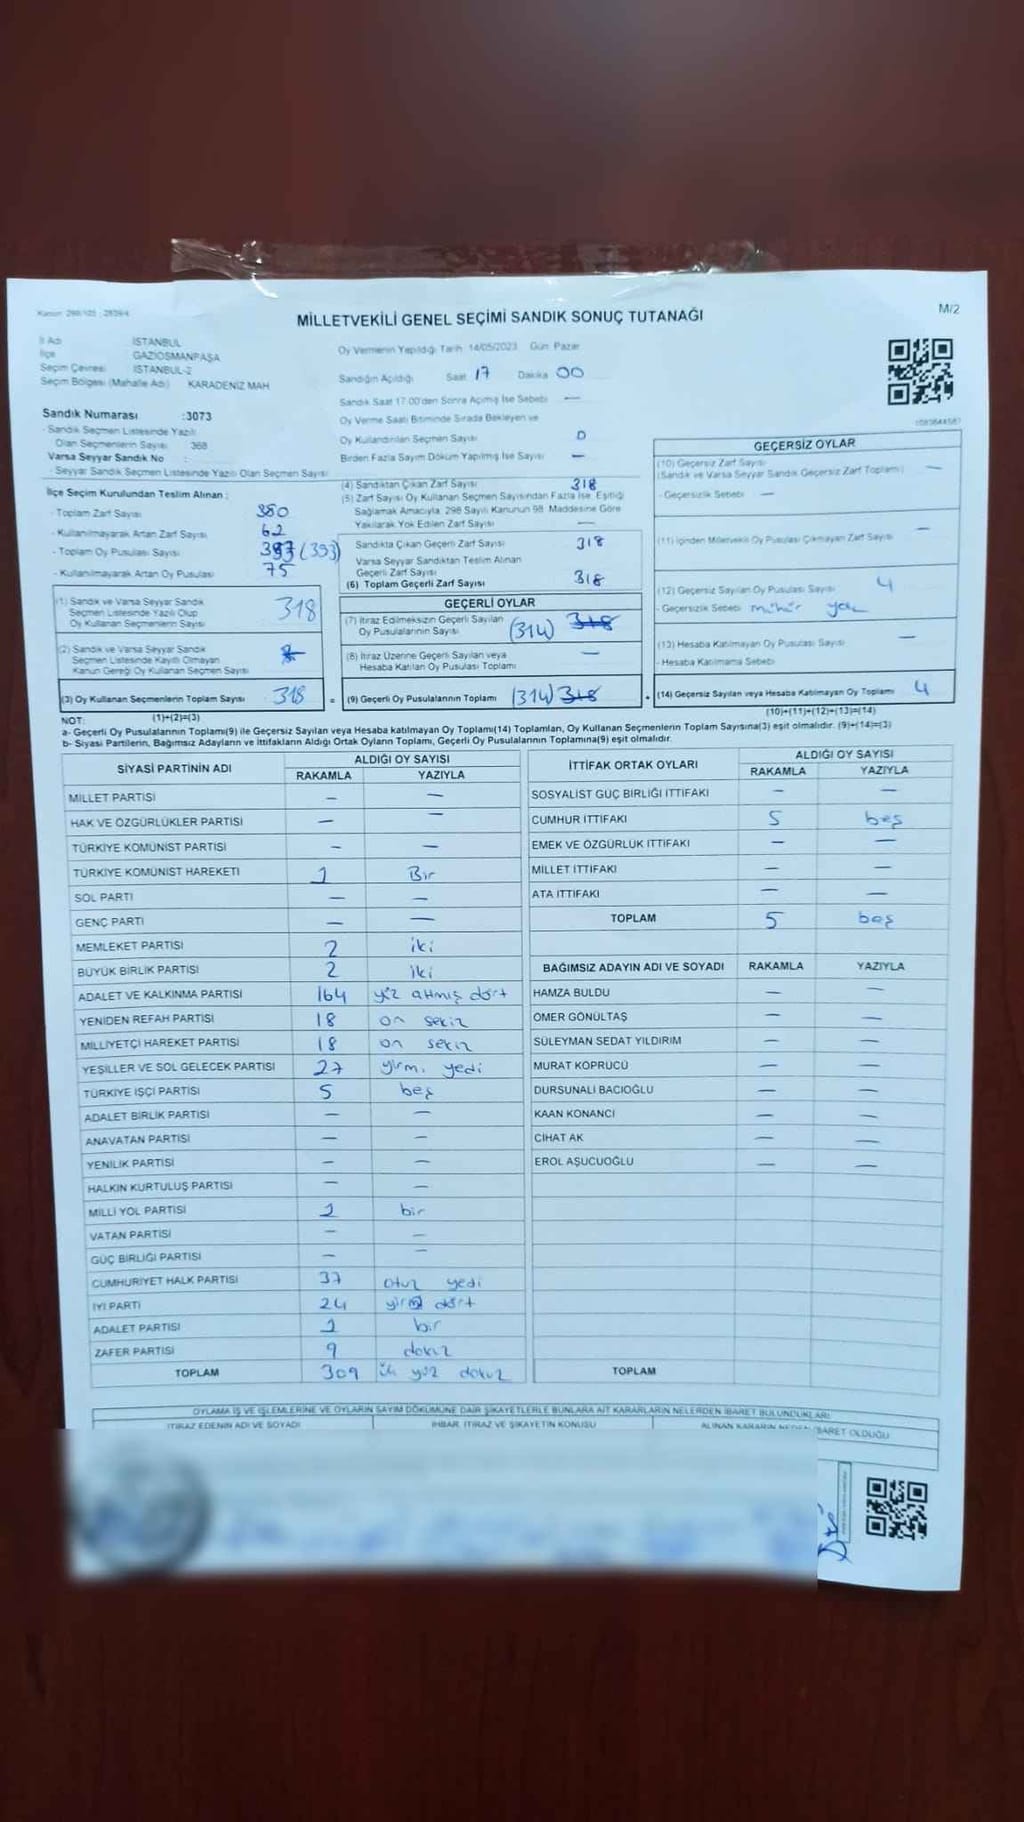 Kanun: 298/105 ; 2839/4
MİLLETVEKİLİ GENEL SEÇİMİ SANDIK SONUÇ TUTANAĞI
M/2
İl Adı İSTANBUL
İlçe GAZİOSMANPAŞA
Seçim Çevresi İSTANBUL-2
Seçim Bölgesi (Mahalle Adı) KARADENİZ MAH
Sandık Numarası :3073
- Sandık Seçmen Listesinde Yazılı
Olan Seçmenlerin Sayısı 368
Varsa Seyyar Sandık No :
- Seyyar Sandık Seçmen Listesinde Yazılı Olan Seçmen Sayısı
Oy Vermenin Yapıldığı Tarih 14/05/2023 Gün Pazar
Sandığın Açıldığı Saat 17 Dakika 00
Sandık Saat 17.00'den Sonra Açımış İse Sebebi —
Oy Verme Saati Bitiminde Sırada Bekleyen ve
Oy Kullandırılan Seçmen Sayısı 0
Birden Fazla Sayım Döküm Yapılmış İse Sayısı —
İlçe Seçim Kurulundan Teslim Alınan :
- Toplam Zarf Sayısı 380
- Kullanılmayarak Artan Zarf Sayısı 62
- Toplam Oy Pusulası Sayısı 393 (393)
- Kullanılmayarak Artan Oy Pusulası 75
(1) Sandık ve Varsa Seyyar Sandık
Seçmen Listesinde Yazılı Olup
Oy Kullanan Seçmenlerin Sayısı 318
(2) Sandık ve Varsa Seyyar Sandık
Seçmen Listesinde Kayıtlı Olmayan
Kanun Gereği Oy Kullanan Seçmen Sayısı
(3) Oy Kullanan Seçmenlerin Toplam Sayısı 318 =
(4) Sandıktan Çıkan Zarf Sayısı 318
(5) Zarf Sayısı Oy Kullanan Seçmen Sayısından Fazla İse, Eşitliği
Sağlamak Amacıyla, 298 Sayılı Kanunun 98. Maddesine Göre
Yakılarak Yok Edilen Zarf Sayısı —
Sandıkta Çıkan Geçerli Zarf Sayısı 318
Varsa Seyyar Sandıktan Teslim Alınan
Geçerli Zarf Sayısı
(6) Toplam Geçerli Zarf Sayısı 318
GEÇERLİ OYLAR
(7) İtiraz Edilmeksizin Geçerli Sayılan
Oy Pusulalarının Sayısı (314) 318
(8) İtiraz Üzerine Geçerli Sayılan veya
Hesaba Katılan Oy Pusulası Toplamı —
(9) Geçerli Oy Pusulalarının Toplamı (314) 318 +
GEÇERSİZ OYLAR
(10) Geçersiz Zarf Sayısı
(Sandık ve Varsa Seyyar Sandık Geçersiz Zarf Toplamı) —
- Geçersizlik Sebebi —
(11) İçinden Milletvekili Oy Pusulası Çıkmayan Zarf Sayısı —
(12) Geçersiz Sayılan Oy Pusulası Sayısı 4
- Geçersizlik Sebebi mühür yok
(13) Hesaba Katılmayan Oy Pusulası Sayısı —
- Hesaba Katılmama Sebebi
(14) Geçersiz Sayılan veya Hesaba Katılmayan Oy Toplamı 4
NOT: (1)+(2)=(3)
(10)+(11)+(12)+(13)=(14)
a- Geçerli Oy Pusulaları Toplamı(9) ile Geçersiz Sayılan veya Hesaba katılmayan Oy Toplamı(14) Toplamları, Oy Kullanan Seçmenlerin Toplam Sayısına(3) eşit olmalıdır. (9)+(14)=(3)
b- Siyasi Partilerin, Bağımsız Adayların ve İttifakların Aldığı Ortak Oyların Toplamı, Geçerli Oy Pusulalarının Toplamına(9) eşit olmalıdır.
SİYASİ PARTİNİN ADI ALDIĞI OY SAYISI
RAKAMLA YAZIYLA
MİLLET PARTİSİ — —
HAK VE ÖZGÜRLÜKLER PARTİSİ — —
TÜRKİYE KOMÜNİST PARTİSİ — —
TÜRKİYE KOMÜNİST HAREKETİ 1 Bir
SOL PARTİ — —
GENÇ PARTİ — —
MEMLEKET PARTİSİ 2 iki
BÜYÜK BİRLİK PARTİSİ 2 iki
ADALET VE KALKINMA PARTİSİ 164 yüz atmış dört
YENİDEN REFAH PARTİSİ 18 on sekiz
MİLLİYETÇİ HAREKET PARTİSİ 18 on sekiz
YEŞİLLER VE SOL GELECEK PARTİSİ 27 yirmi yedi
TÜRKİYE İŞÇİ PARTİSİ 5 beş
ADALET BİRLİK PARTİSİ — —
ANAVATAN PARTİSİ — —
YENİLİK PARTİSİ — —
HALKIN KURTULUŞ PARTİSİ — —
MİLLİ YOL PARTİSİ 1 bir
VATAN PARTİSİ — —
GÜÇ BİRLİĞİ PARTİSİ — —
CUMHURİYET HALK PARTİSİ 37 otuz yedi
İYİ PARTİ 24 yirmi dört
ADALET PARTİSİ 1 bir
ZAFER PARTİSİ 9 dokuz
TOPLAM 309 üç yüz dokuz
İTTİFAK ORTAK OYLARI ALDIĞI OY SAYISI
RAKAMLA YAZIYLA
SOSYALİST GÜÇ BİRLİĞİ İTTİFAKI — —
CUMHUR İTTİFAKI 5 beş
EMEK VE ÖZGÜRLÜK İTTİFAKI — —
MİLLET İTTİFAKI — —
ATA İTTİFAKI — —
TOPLAM 5 beş
BAĞIMSIZ ADAYIN ADI VE SOYADI RAKAMLA YAZIYLA
HAMZA BULDU — —
ÖMER GÖNÜLTAŞ — —
SÜLEYMAN SEDAT YILDIRIM — —
MURAT KÖPRÜCÜ — —
DURSUNALİ BACIOĞLU — —
KAAN KONANCI — —
CİHAT AK — —
EROL AŞUCUOĞLU — —
TOPLAM
OYLAMA İŞ VE İŞLEMLERİNE VE OYLARIN SAYIM DÖKÜMÜNE DAİR ŞİKAYETLERLE BUNLARA AİT KARARLARIN NELERDEN İBARET BULUNDUKLARI
İTİRAZ EDENİN ADI VE SOYADI İHBAR, İTİRAZ VE ŞİKAYETİN KONUSU ALINAN KARARIN NEDEN İBARET OLDUĞU